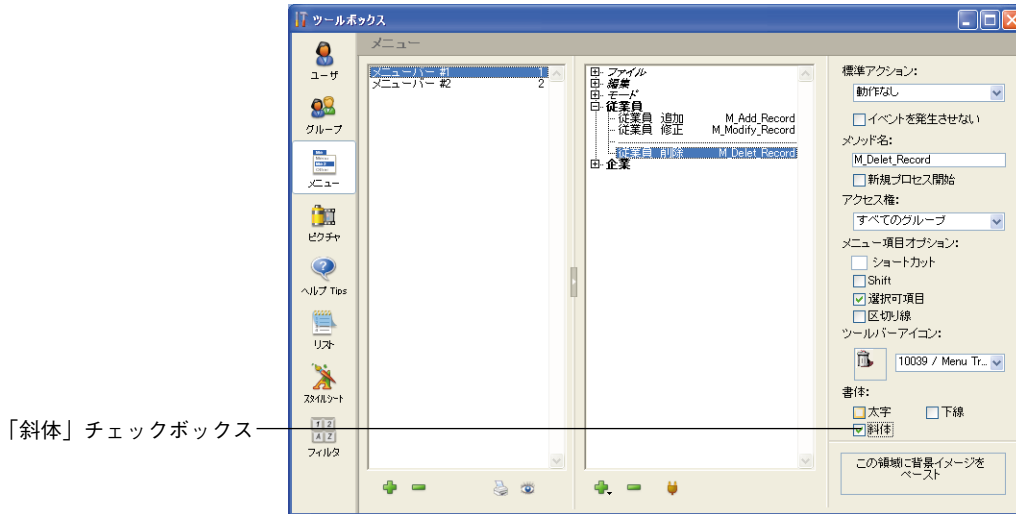 ツールボックス
メニュー
ユーザ
グループ
メニュー
ピクチャ
ヘルプ Tips
リスト
スタイルシート
フィルタ
メニューバー #1 1
メニューバー #2 2
ファイル
編集
モード
従業員
従業員 追加 M_Add_Record
従業員 修正 M_Modify_Record
従業員 削除 M_Delet_Record
企業
標準アクション:
動作なし
イベントを発生させない
メソッド名:
M_Delet_Record
新規プロセス開始
アクセス権:
すべてのグループ
メニュー項目オプション:
ショートカット
Shift
選択可項目
区切り線
ツールバーアイコン:
10039 / Menu Tr...
書体:
太字 下線
斜体
この領域に背景イメージを
ペースト
「斜体」チェックボックス